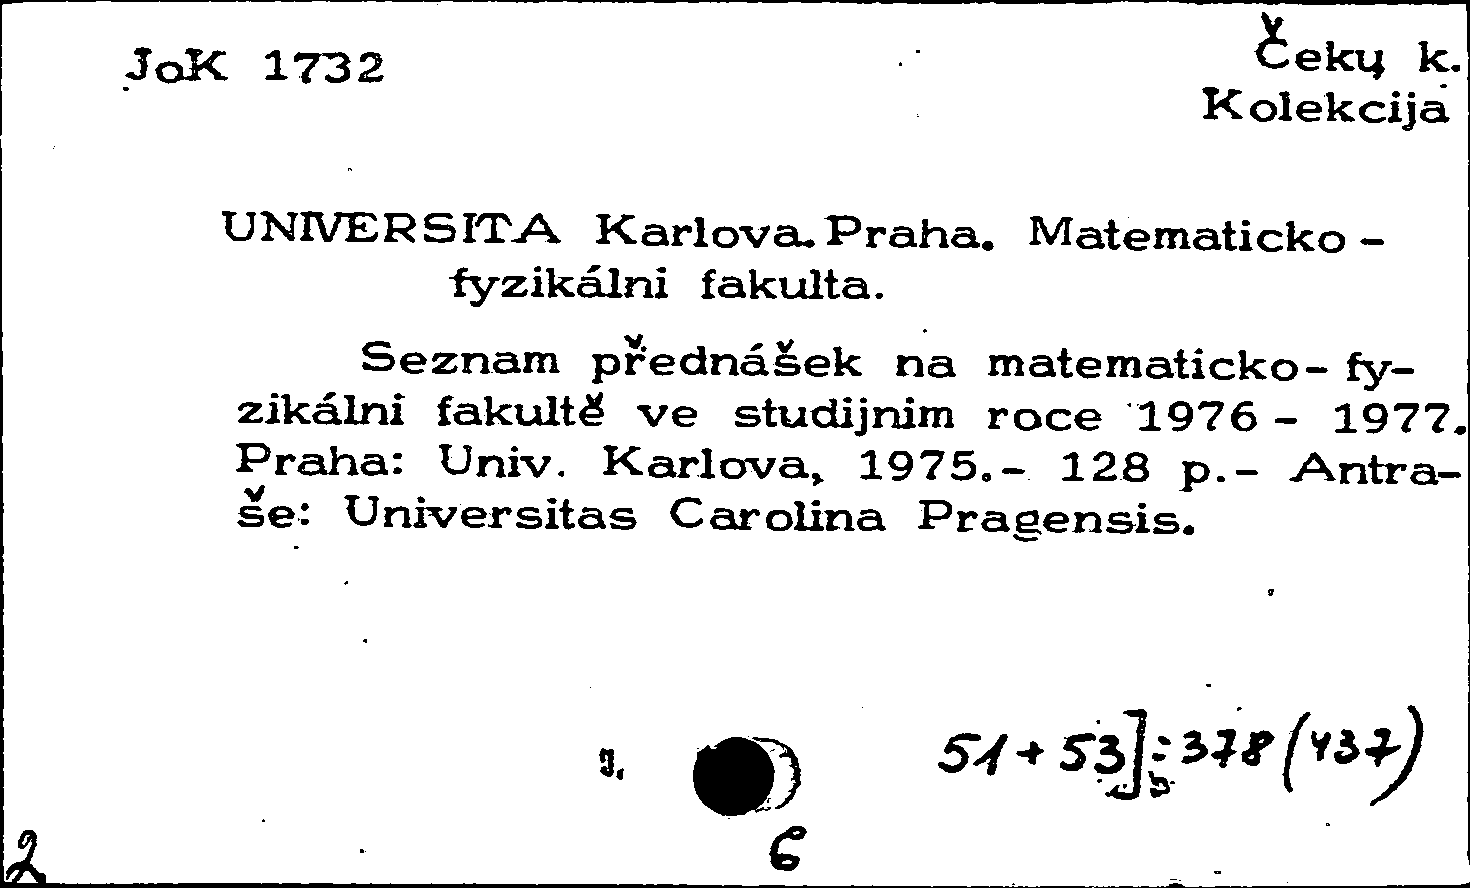 JoK 1732
Čekų k.
Kolekcija
UNIVERSITA Karlova. Praha. Matematicko-
fyzikálni fakulta.
Seznam přednášek na matematicko-fy-
zikálni fakultě ve studijnim roce 1976 - 1977.
Praha: Univ. Karlova, 1975.- 128 p.- Antra-
še: Universitas Carolina Pragensis.
51+53]:378(437)
6
2